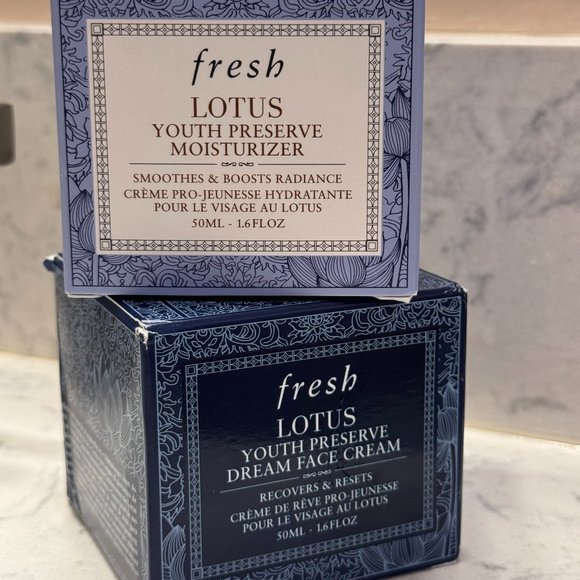 fresh
LOTUS
YOUTH PRESERVE
MOISTURIZER
SMOOTHES & BOOSTS RADIANCE
CRÈME PRO-JEUNESSE HYDRATANTE
POUR LE VISAGE AU LOTUS
50ML - 1.6FLOZ
fresh
LOTUS
YOUTH PRESERVE
DREAM FACE CREAM
RECOVERS & RESETS
CRÈME DE RÊVE PRO-JEUNESSE
POUR LE VISAGE AU LOTUS
50ML - 1.6FLOZ